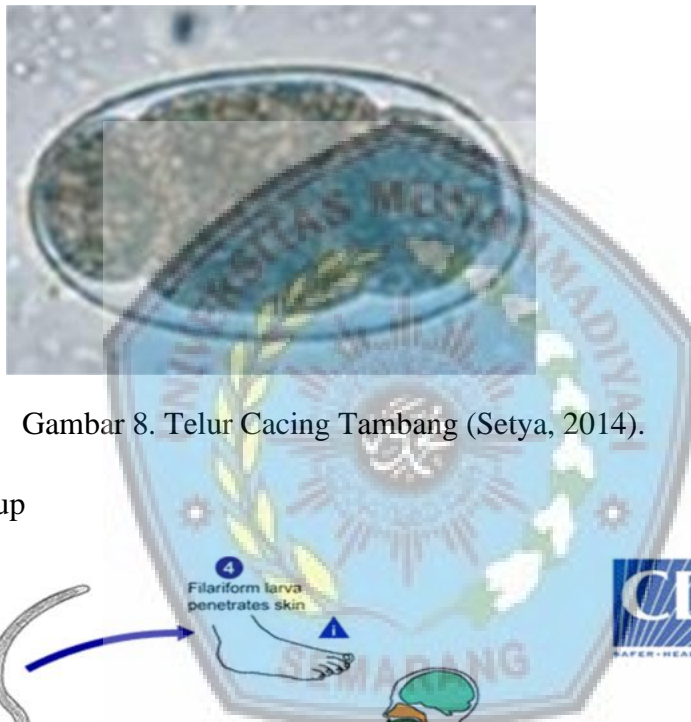 Gambar 8. Telur Cacing Tambang (Setya, 2014).
up
4
Filariform larva
penetrates skin
i
SEMARANG